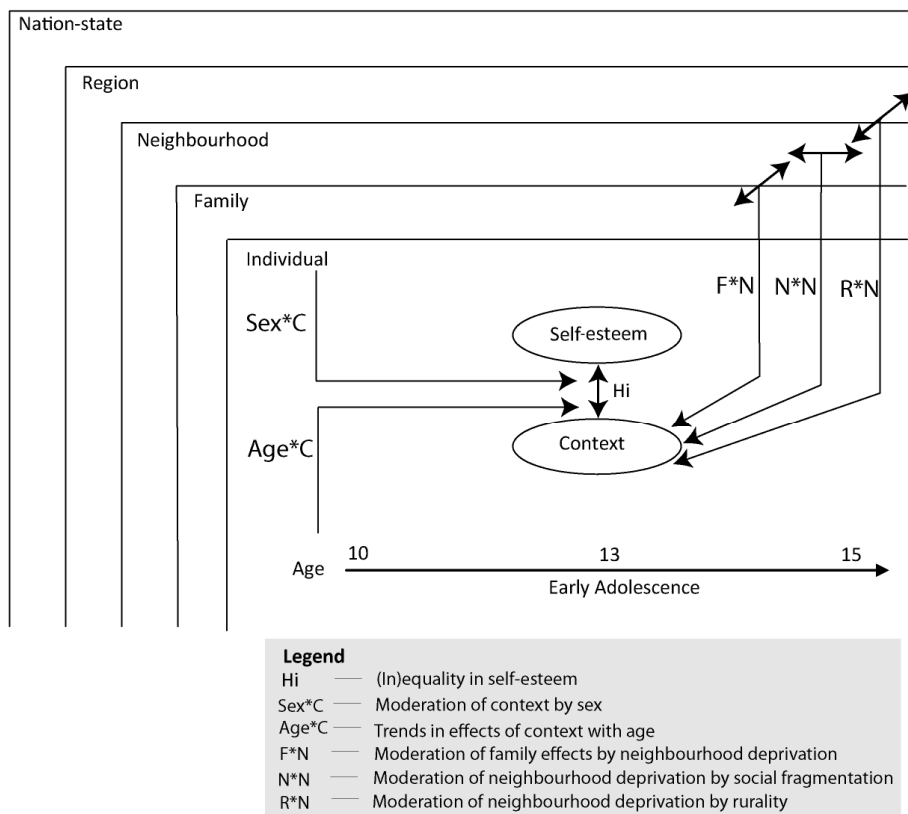 Nation-state
Region
Neighbourhood
Family
Individual
F*N N*N R*N
Sex*C
Self-esteem
Hi
Age*C
Context
10 13 15
Age
Early Adolescence
Legend
Hi (In)equality in self-esteem
Sex*C Moderation of context by sex
Age*C Trends in effects of context with age
F*N Moderation of family effects by neighbourhood deprivation
N*N Moderation of neighbourhood deprivation by social fragmentation
R*N Moderation of neighbourhood deprivation by rurality